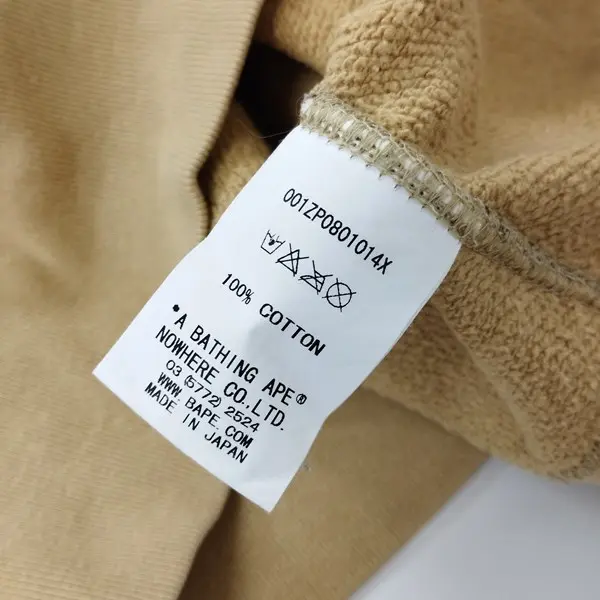 001ZP0801014X
100% COTTON
*A BATHING APE®
NOWHERE CO.,LTD.
03 (5772) 2524
WWW.BAPE.COM
MADE IN JAPAN